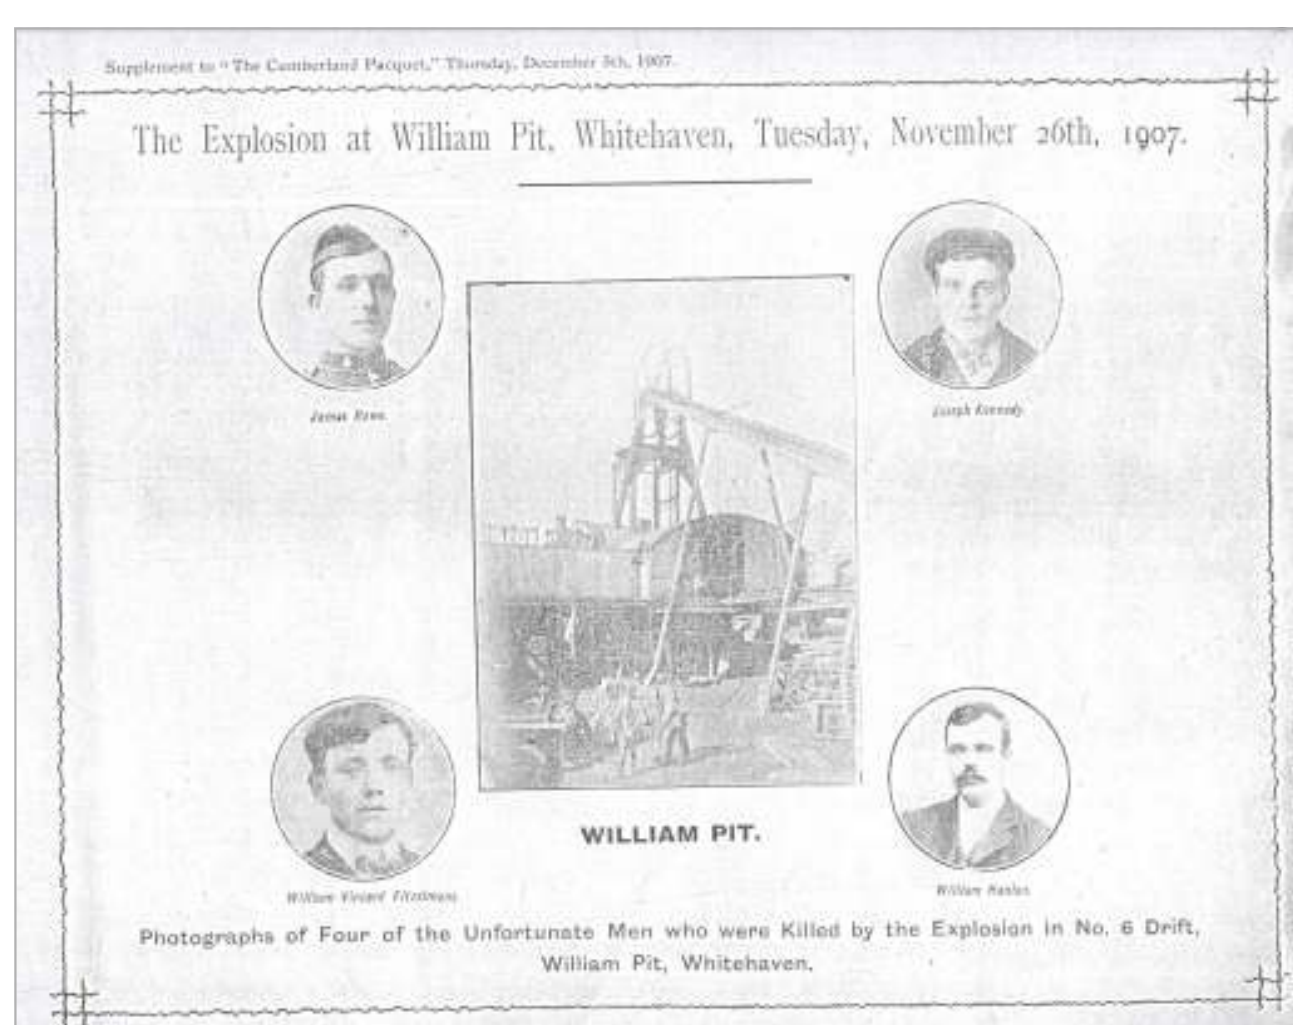 Supplement to "The Cumberland Pacquet," Thursday, December 5th, 1907.
The Explosion at William Pit, Whitehaven, Tuesday, November 26th, 1907.
James
Joseph Kennedy.
WILLIAM PIT.
William Vincent Fitzsimons
William Hanlon.
Photographs of Four of the Unfortunate Men who were Killed by the Explosion in No. 6 Drift,
William Pit, Whitehaven.